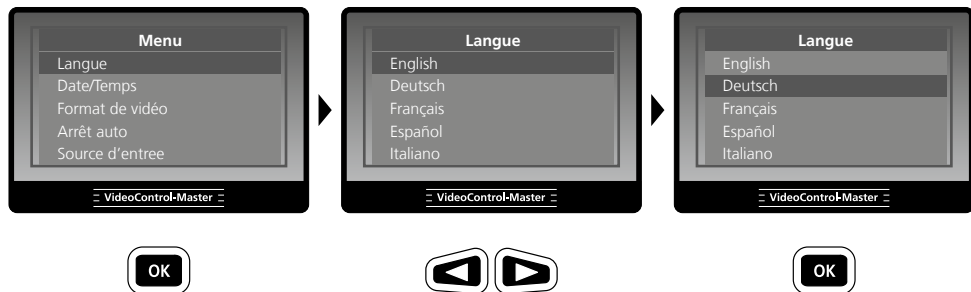 Menu
Langue
Date/Temps
Format de vidéo
Arrêt auto
Source d'entree
VideoControl-Master
OK
Langue
English
Deutsch
Français
Español
Italiano
VideoControl-Master
Langue
English
Deutsch
Français
Español
Italiano
VideoControl-Master
OK